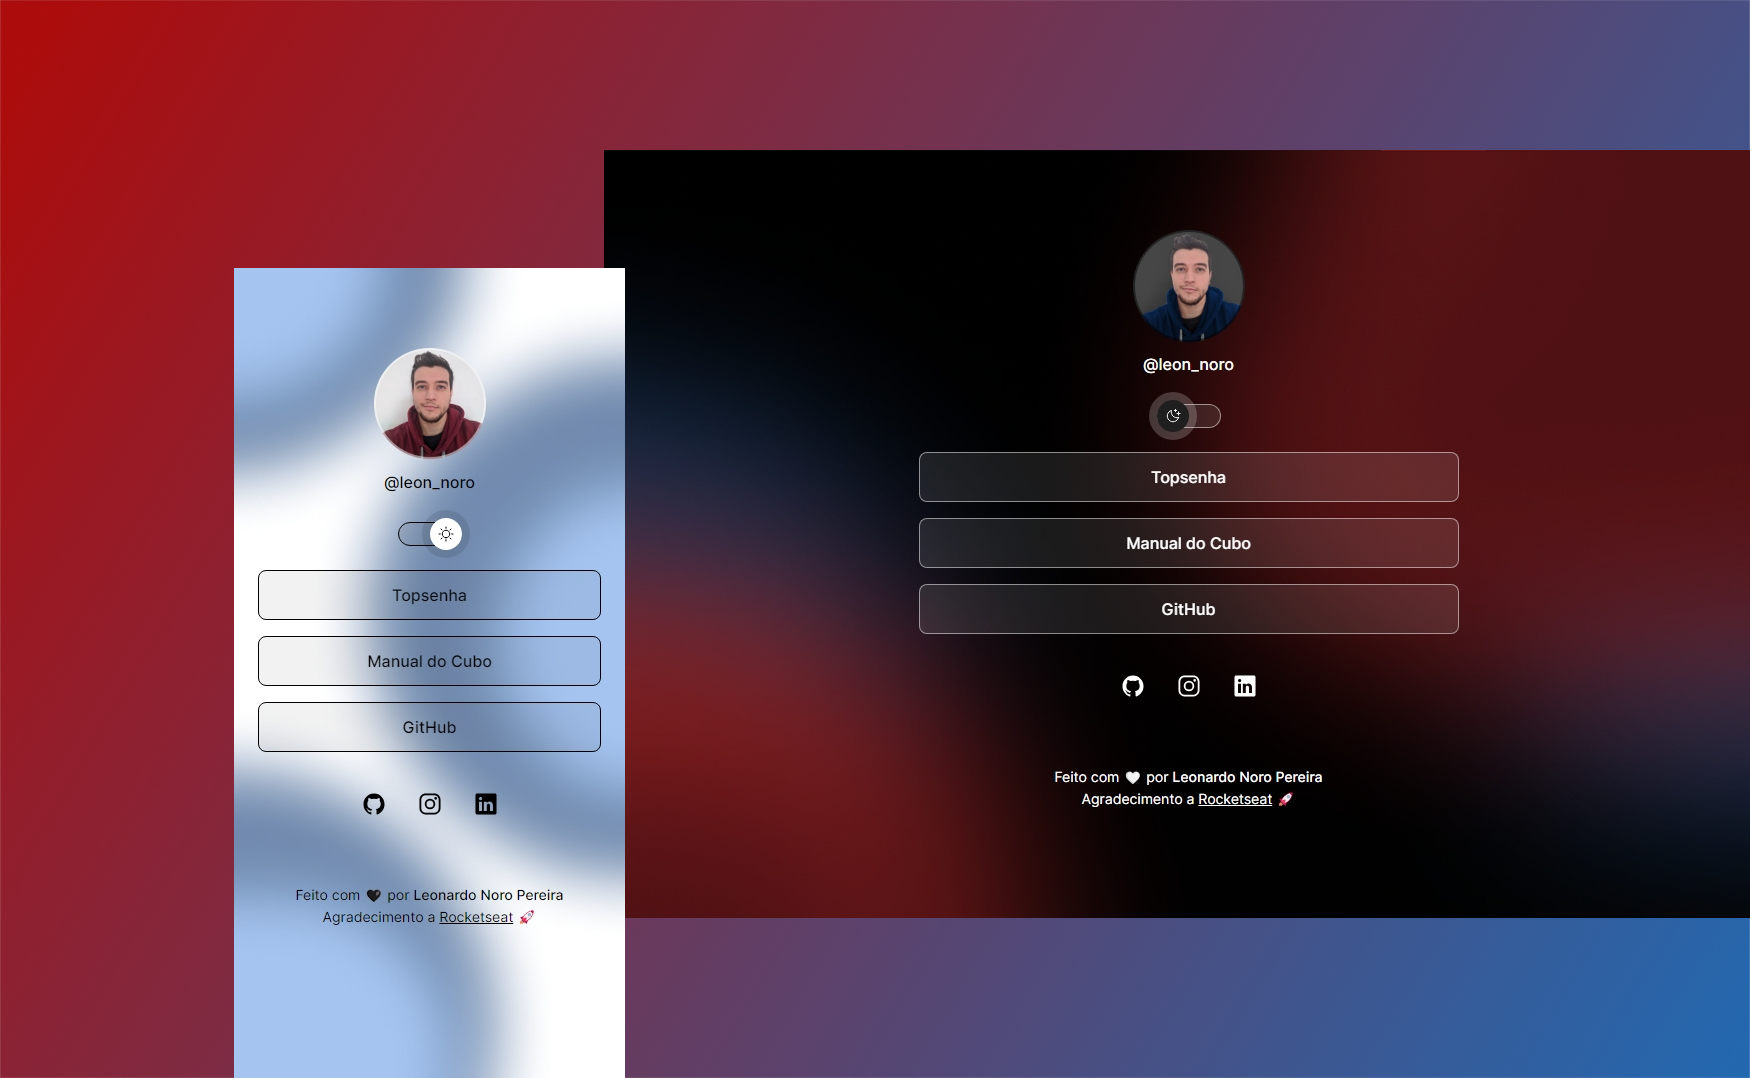 @leon_noro
Topsenha
Manual do Cubo
GitHub
Feito com 🖤 por Leonardo Noro Pereira
Agradecimento a Rocketseat 🚀
@leon_noro
Topsenha
Manual do Cubo
GitHub
Feito com 🤍 por Leonardo Noro Pereira
Agradecimento a Rocketseat 🚀